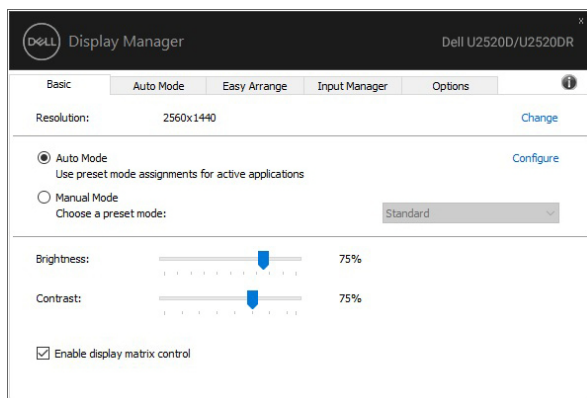 x
DELL Display Manager Dell U2520D/U2520DR
Basic Auto Mode Easy Arrange Input Manager Options i
Resolution: 2560x1440 Change
Auto Mode Configure
Use preset mode assignments for active applications
Manual Mode
Choose a preset mode: Standard
Brightness: 75%
Contrast: 75%
Enable display matrix control